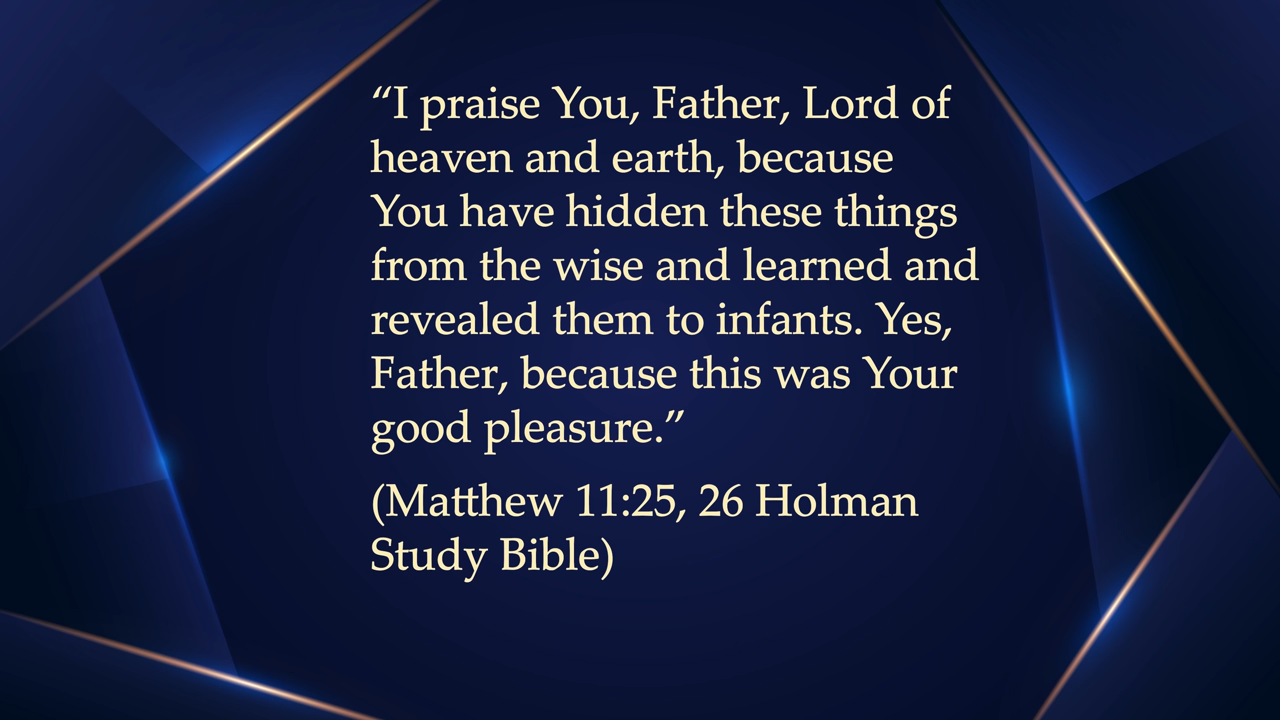 “I praise You, Father, Lord of
heaven and earth, because
You have hidden these things
from the wise and learned and
revealed them to infants. Yes,
Father, because this was Your
good pleasure.”
(Matthew 11:25, 26 Holman
Study Bible)